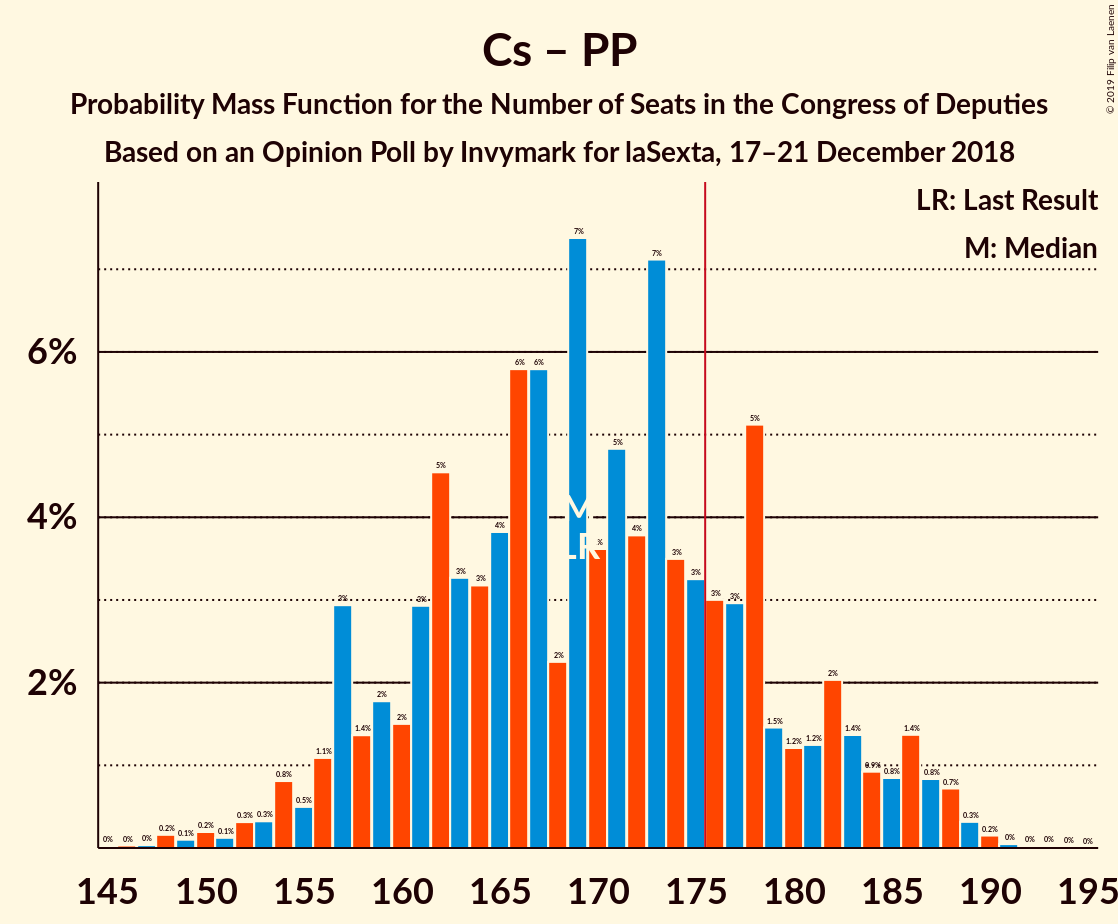 Cs – PP
Probability Mass Function for the Number of Seats in the Congress of Deputies
Based on an Opinion Poll by Invymark for laSexta, 17–21 December 2018
© 2019 Filip van Laenen
LR: Last Result
M: Median
6%
4%
2%
0% 0% 0% 0.2% 0.1% 0.2% 0.1% 0.3% 0.3% 0.8% 0.5% 1.1% 3% 1.4% 2% 2% 3% 5% 3% 3% 4% 6% 6% 2% 7% % 5% 4% 7% 3% 3% 3% 3% 5% 1.5% 1.2% 1.2% 2% 1.4% 0.9% 0.8% 1.4% 0.8% 0.7% 0.3% 0.2% 0% 0% 0% 0% 0%
M
LR
145 150 155 160 165 170 175 180 185 190 195